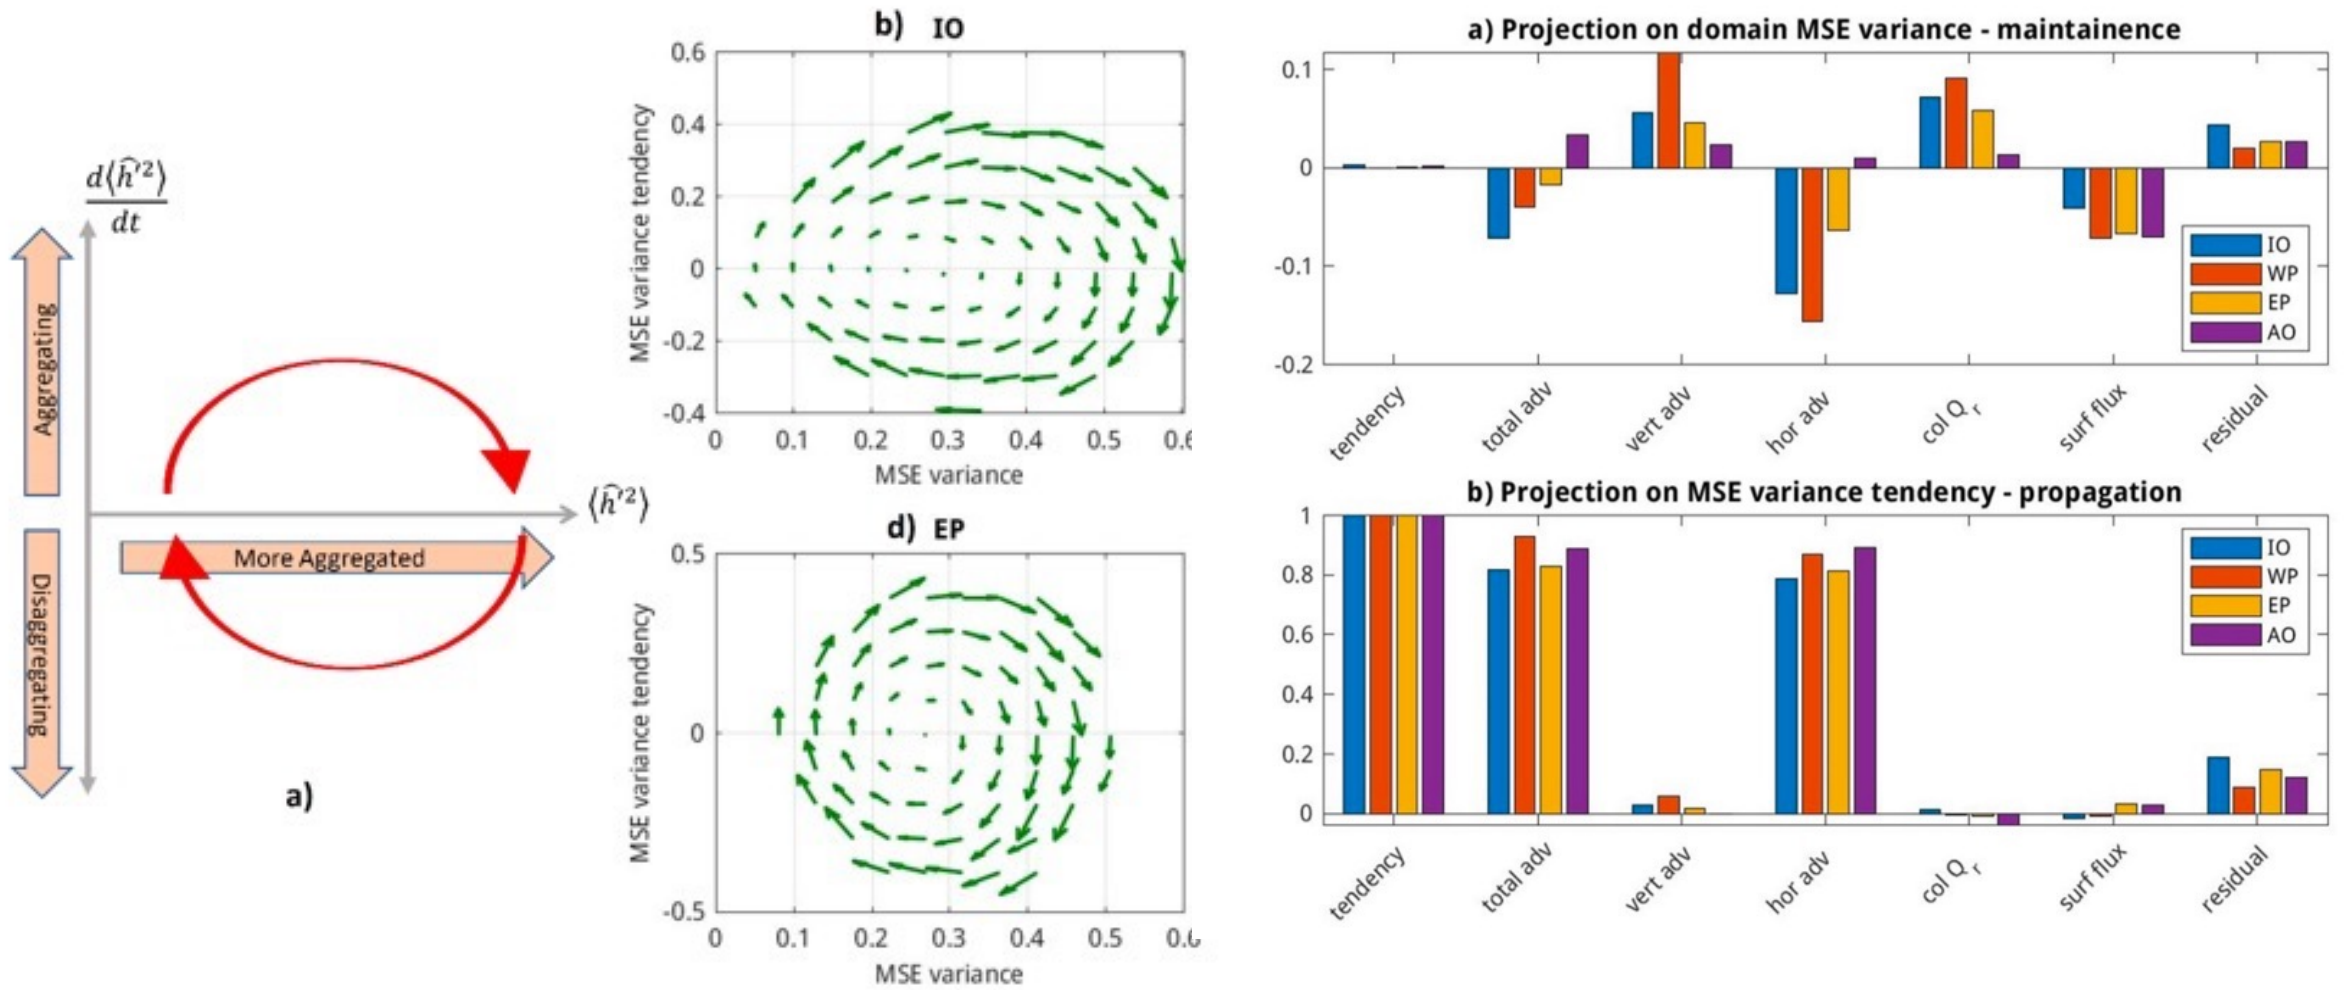 d⟨ĥ′²⟩
dt
Aggregating
Disaggregating
More Aggregated
⟨ĥ′²⟩
a)
b) IO
MSE variance tendency
0.6
0.4
0.2
0
-0.2
-0.4
0 0.1 0.2 0.3 0.4 0.5 0.6
MSE variance
d) EP
MSE variance tendency
0.5
0
-0.5
0 0.1 0.2 0.3 0.4 0.5
MSE variance
a) Projection on domain MSE variance - maintainence
0.1
0
-0.1
-0.2
IO
WP
EP
AO
tendency
total adv
vert adv
hor adv
col Q r
surf flux
residual
b) Projection on MSE variance tendency - propagation
1
0.8
0.6
0.4
0.2
0
IO
WP
EP
AO
tendency
total adv
vert adv
hor adv
col Q r
surf flux
residual